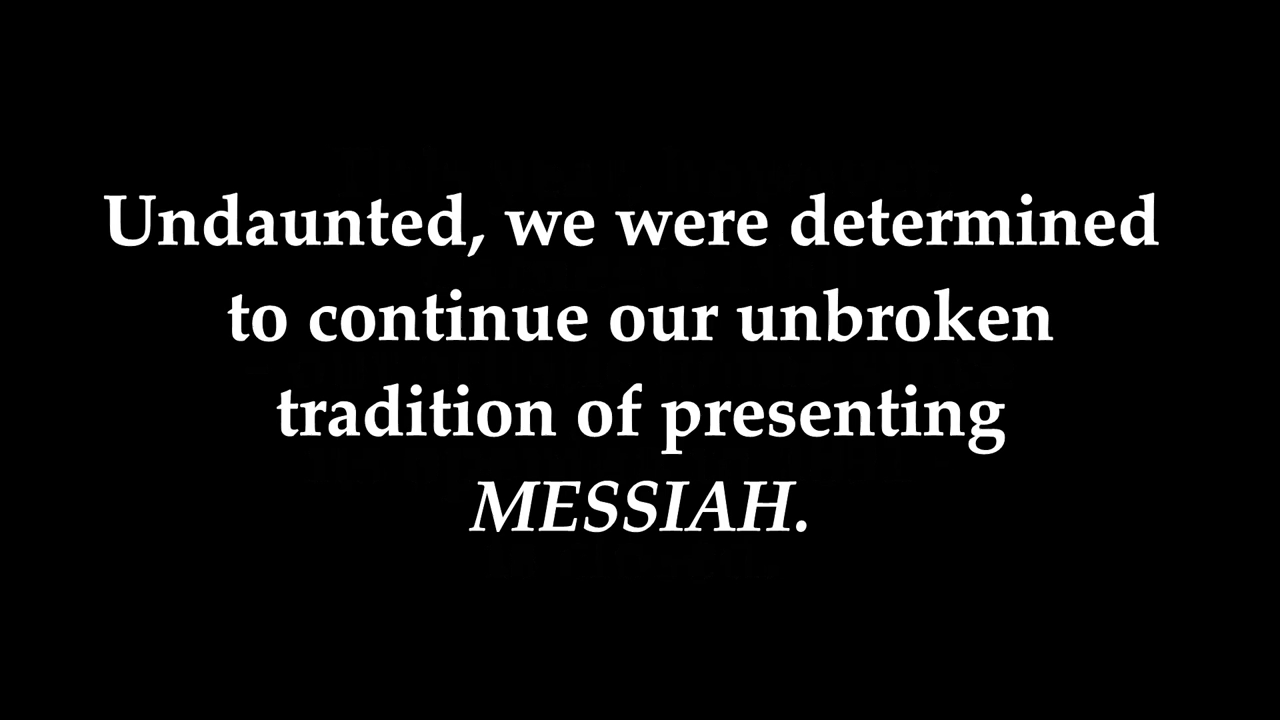 Undaunted, we were determined
to continue our unbroken
tradition of presenting
MESSIAH.